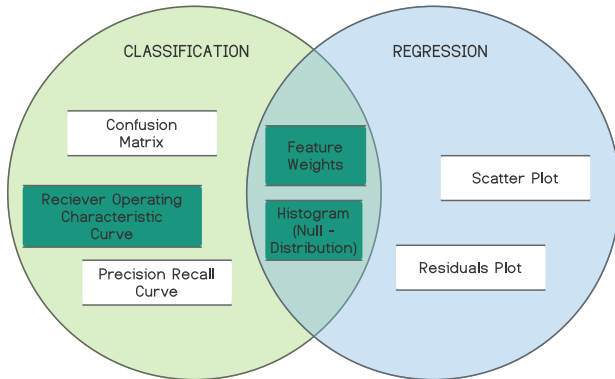 CLASSIFICATION
REGRESSION
Confusion
Matrix
Reciever Operating
Characteristic
Curve
Precision Recall
Curve
Feature
Weights
Histogram
(Null -
Distribution)
Scatter Plot
Residuals Plot